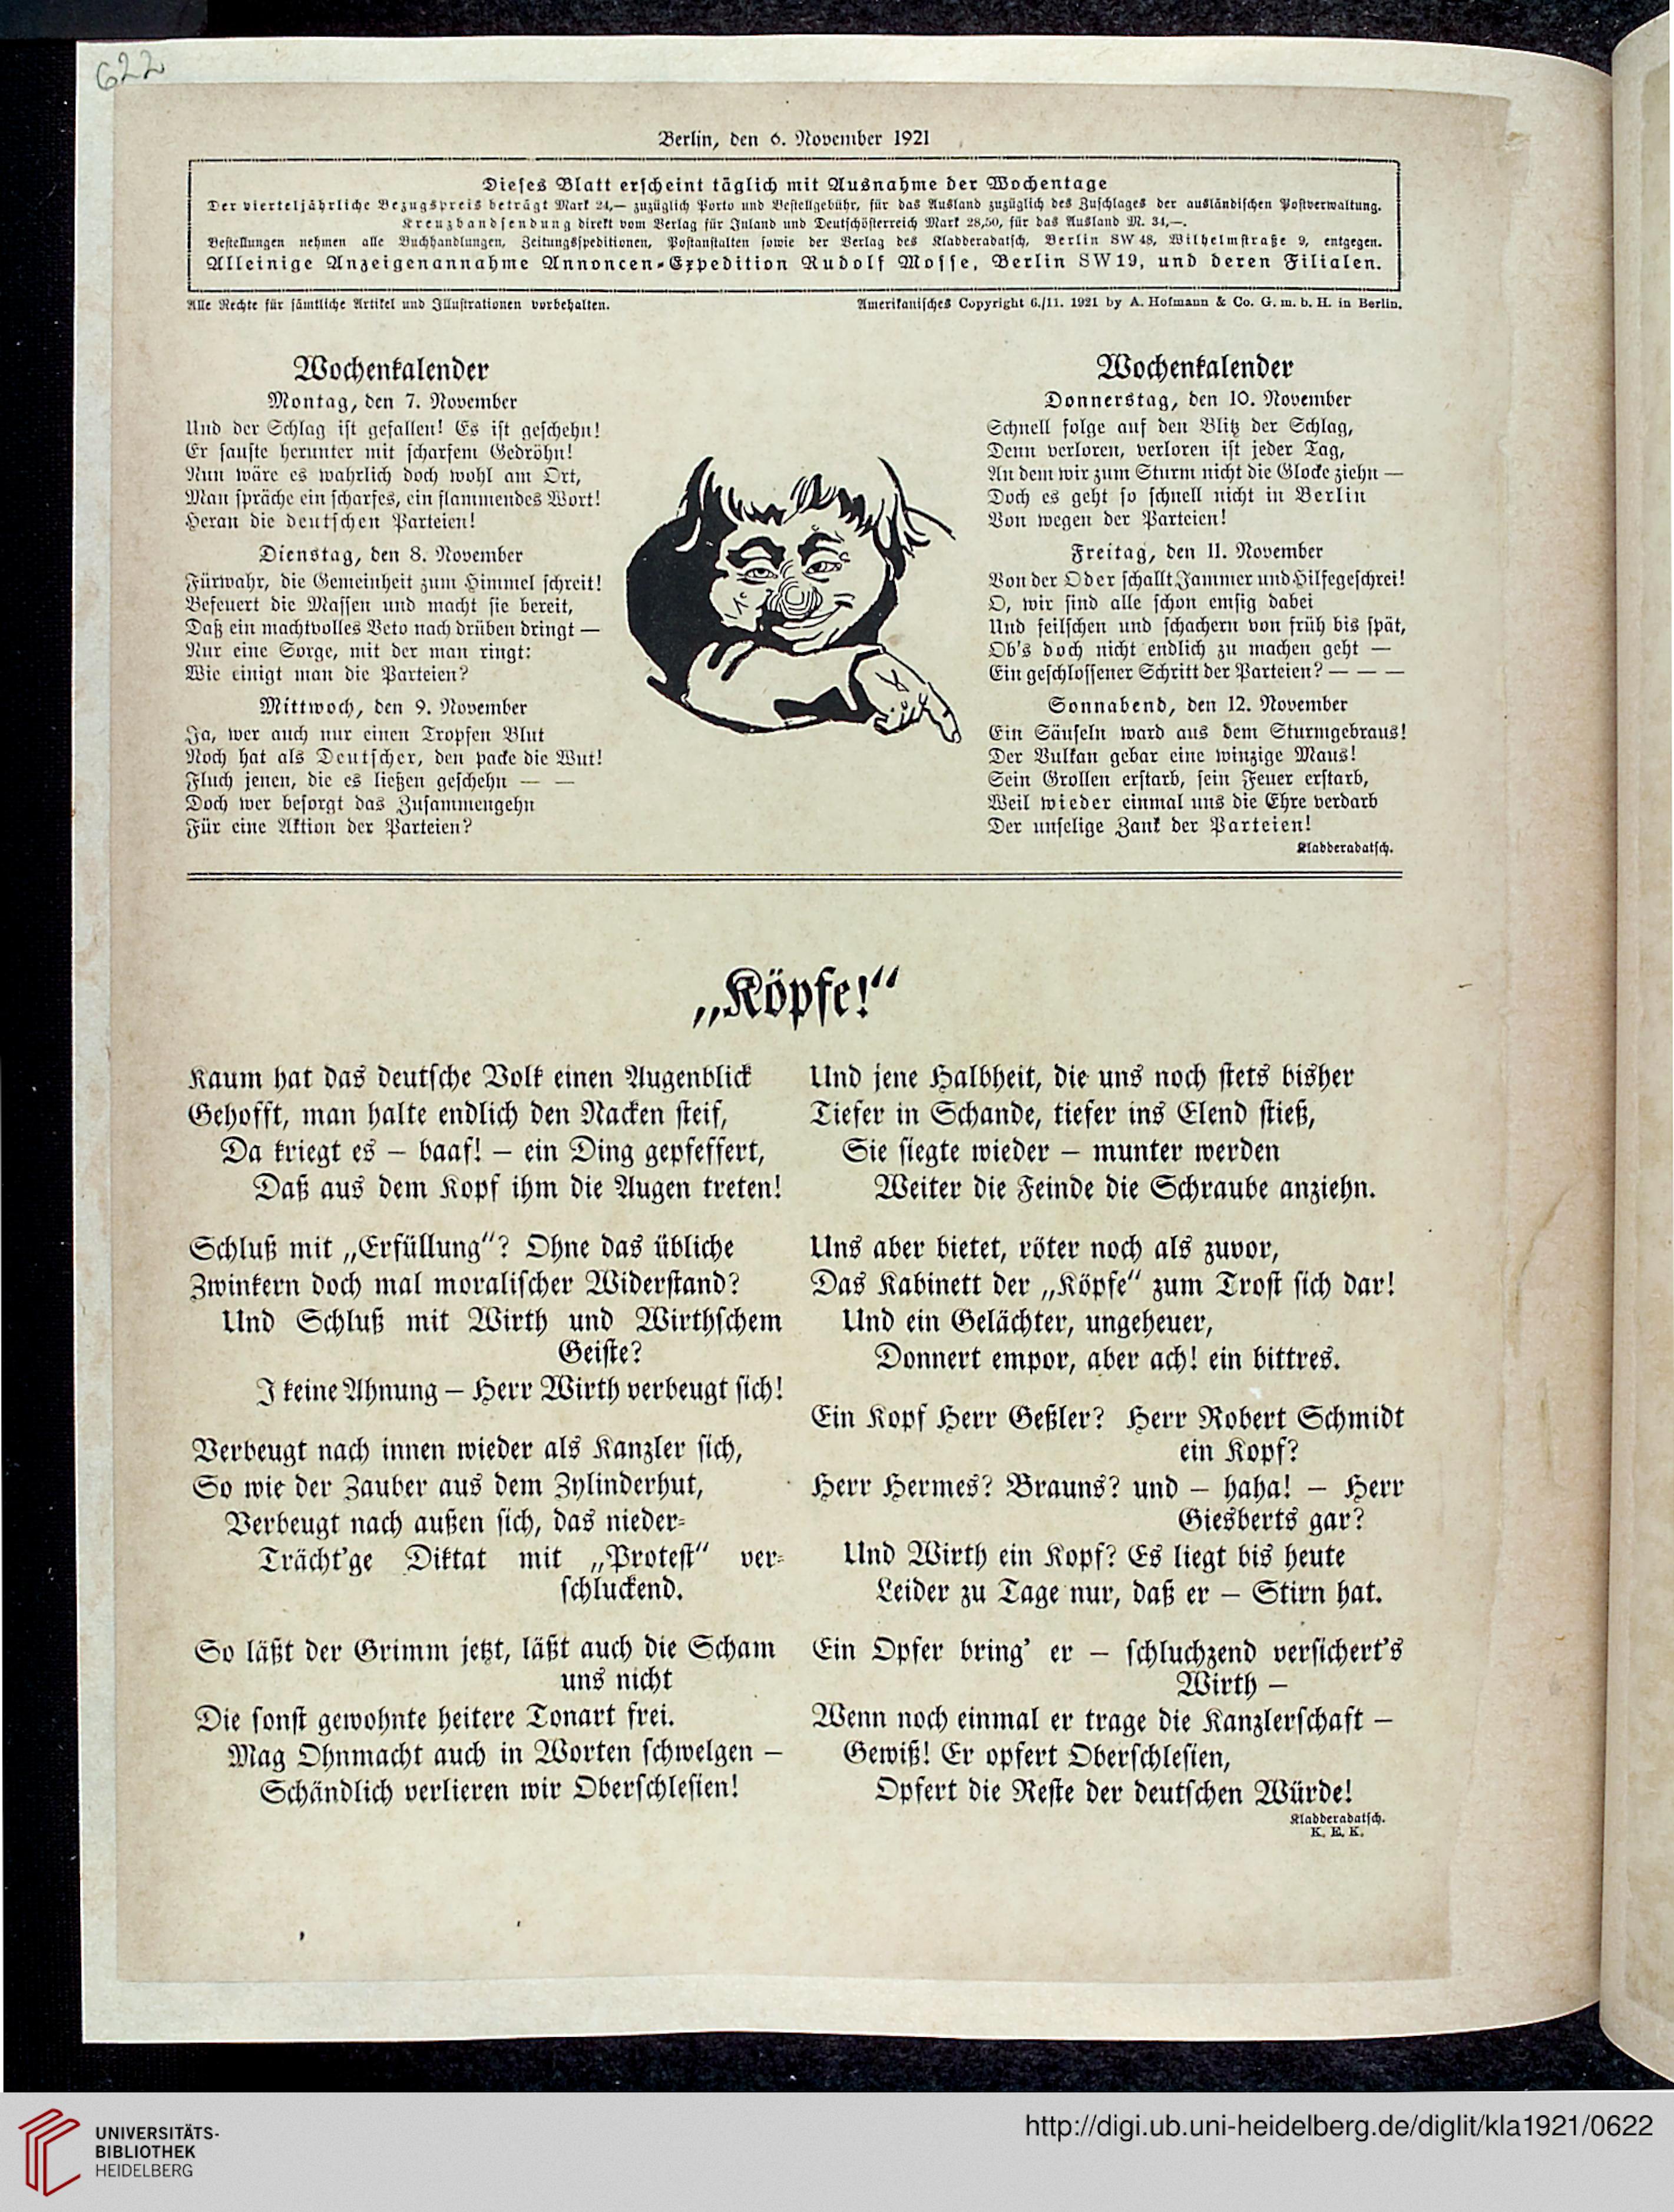 622
Berlin, den 6. November 1921
Dieses Blatt erscheint täglich mit Ausnahme der Wochentage
Der vierteljährliche Bezugspreis beträgt Mark 24,— zuzüglich Porto und Bestellgebühr, für das Ausland zuzüglich des Zuschlages der ausländischen Postverwaltung.
Kreuzbandsendung direkt vom Verlag für Inland und Deutschösterreich Mark 28,50, für das Ausland M. 34,—.
Bestellungen nehmen alle Buchhandlungen, Zeitungsspeditionen, Postanstalten sowie der Verlag des Kladderadatsch, Berlin SW 48, Wilhelmstraße 9, entgegen.
Alleinige Anzeigenannahme Annoncen-Expedition Rudolf Mosse, Berlin SW19, und deren Filialen.
Alle Rechte für sämtliche Artikel und Illustrationen vorbehalten.
Amerikanisches Copyright 6./11. 1921 by A. Hofmann & Co. G. m. b. H. in Berlin.
Wochenkalender
Montag, den 7. November
Und der Schlag ist gefallen! Es ist geschehn!
Er sauste herunter mit scharfem Gedröhn!
Nun wäre es wahrlich doch wohl am Ort,
Man spräche ein scharfes, ein flammendes Wort!
Heran die deutschen Parteien!
Dienstag, den 8. November
Fürwahr, die Gemeinheit zum Himmel schreit!
Befeuert die Massen und macht sie bereit,
Daß ein machtvolles Veto nach drüben dringt —
Nur eine Sorge, mit der man ringt:
Wie einigt man die Parteien?
Mittwoch, den 9. November
Ja, wer auch nur einen Tropfen Blut
Noch hat als Deutscher, den packe die Wut!
Fluch jenen, die es ließen geschehn — —
Doch wer besorgt das Zusammengehn
Für eine Aktion der Parteien?
Wochenkalender
Donnerstag, den 10. November
Schnell folge auf den Blitz der Schlag,
Denn verloren, verloren ist jeder Tag,
An dem wir zum Sturm nicht die Glocke ziehn —
Doch es geht so schnell nicht in Berlin
Von wegen der Parteien!
Freitag, den 11. November
Von der Oder schallt Jammer und Hilfegeschrei!
O, wir sind alle schon emsig dabei
Und feilschen und schachern von früh bis spät,
Ob's doch nicht endlich zu machen geht —
Ein geschlossener Schritt der Parteien? — — —
Sonnabend, den 12. November
Ein Säuseln ward aus dem Sturmgebraus!
Der Vulkan gebar eine winzige Maus!
Sein Grollen erstarb, sein Feuer erstarb,
Weil wieder einmal uns die Ehre verdarb
Der unselige Zank der Parteien!
Kladderadatsch.
„Köpfe!“
Kaum hat das deutsche Volk einen Augenblick
Gehofft, man halte endlich den Nacken steif,
Da kriegt es – baaf! – ein Ding gepfeffert,
Daß aus dem Kopf ihm die Augen treten!
Schluß mit „Erfüllung“? Ohne das übliche
Zwinkern doch mal moralischer Widerstand?
Und Schluß mit Wirth und Wirthschem
Geiste?
I keine Ahnung – Herr Wirth verbeugt sich!
Verbeugt nach innen wieder als Kanzler sich,
So wie der Zauber aus dem Zylinderhut,
Verbeugt nach außen sich, das nieder-
Trächt'ge Diktat mit „Protest“ ver-
schluckend.
So läßt der Grimm jetzt, läßt auch die Scham
uns nicht
Die sonst gewohnte heitere Tonart frei.
Mag Ohnmacht auch in Worten schwelgen –
Schändlich verlieren wir Oberschlesien!
Und jene Halbheit, die uns noch stets bisher
Tiefer in Schande, tiefer ins Elend stieß,
Sie siegte wieder – munter werden
Weiter die Feinde die Schraube anziehn.
Uns aber bietet, röter noch als zuvor,
Das Kabinett der „Köpfe“ zum Trost sich dar!
Und ein Gelächter, ungeheuer,
Donnert empor, aber ach! ein bittres.
Ein Kopf Herr Geßler? Herr Robert Schmidt
ein Kopf?
Herr Hermes? Brauns? und – haha! – Herr
Giesberts gar?
Und Wirth ein Kopf? Es liegt bis heute
Leider zu Tage nur, daß er – Stirn hat.
Ein Opfer bring' er – schluchzend versichert's
Wirth –
Wenn noch einmal er trage die Kanzlerschaft –
Gewiß! Er opfert Oberschlesien,
Opfert die Reste der deutschen Würde!
Kladderadatsch.
K. E. K.
UNIVERSITÄTS-
BIBLIOTHEK
HEIDELBERG
http://digi.ub.uni-heidelberg.de/diglit/kla1921/0622